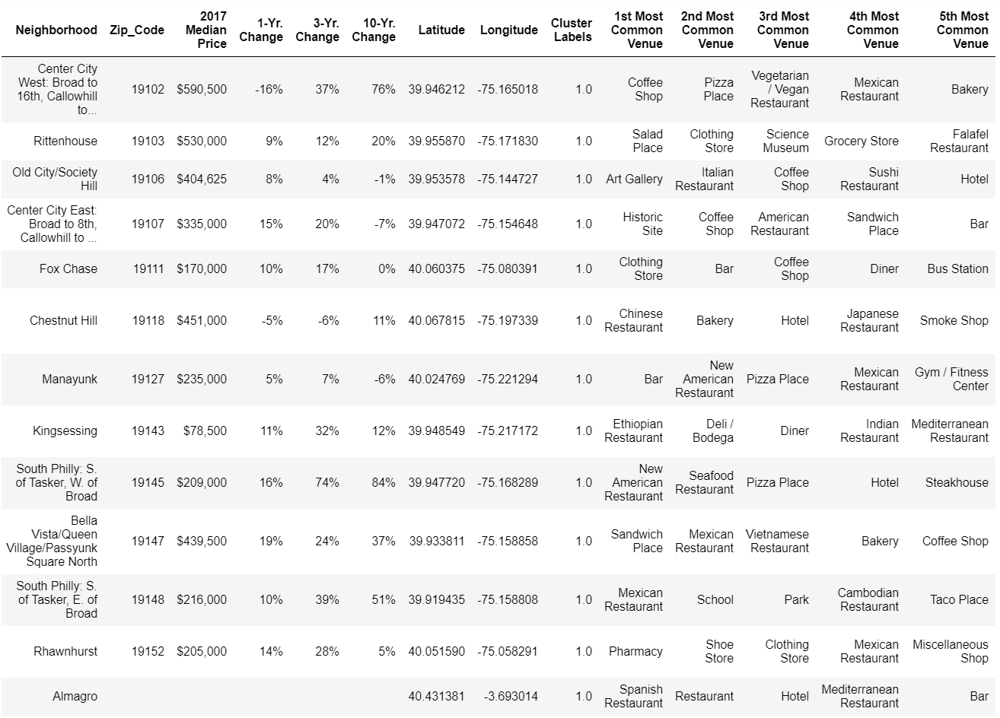 Neighborhood Zip_Code 2017 Median Price 1-Yr. Change 3-Yr. Change 10-Yr. Change Latitude Longitude Cluster Labels 1st Most Common Venue 2nd Most Common Venue 3rd Most Common Venue 4th Most Common Venue 5th Most Common Venue
Center City West: Broad to 16th, Callowhill to... 19102 $590,500 -16% 37% 76% 39.946212 -75.165018 1.0 Coffee Shop Pizza Place Vegetarian / Vegan Restaurant Mexican Restaurant Bakery
Rittenhouse 19103 $530,000 9% 12% 20% 39.955870 -75.171830 1.0 Salad Place Clothing Store Science Museum Grocery Store Falafel Restaurant
Old City/Society Hill 19106 $404,625 8% 4% -1% 39.953578 -75.144727 1.0 Art Gallery Italian Restaurant Coffee Shop Sushi Restaurant Hotel
Center City East: Broad to 8th, Callowhill to ... 19107 $335,000 15% 20% -7% 39.947072 -75.154648 1.0 Historic Site Coffee Shop American Restaurant Sandwich Place Bar
Fox Chase 19111 $170,000 10% 17% 0% 40.060375 -75.080391 1.0 Clothing Store Bar Coffee Shop Diner Bus Station
Chestnut Hill 19118 $451,000 -5% -6% 11% 40.067815 -75.197339 1.0 Chinese Restaurant Bakery Hotel Japanese Restaurant Smoke Shop
Manayunk 19127 $235,000 5% 7% -6% 40.024769 -75.221294 1.0 Bar New American Restaurant Pizza Place Mexican Restaurant Gym / Fitness Center
Kingsessing 19143 $78,500 11% 32% 12% 39.948549 -75.217172 1.0 Ethiopian Restaurant Deli / Bodega Diner Indian Restaurant Mediterranean Restaurant
South Philly: S. of Tasker, W. of Broad 19145 $209,000 16% 74% 84% 39.947720 -75.168289 1.0 New American Restaurant Seafood Restaurant Pizza Place Hotel Steakhouse
Bella Vista/Queen Village/Passyunk Square North 19147 $439,500 19% 24% 37% 39.933811 -75.158858 1.0 Sandwich Place Mexican Restaurant Vietnamese Restaurant Bakery Coffee Shop
South Philly: S. of Tasker, E. of Broad 19148 $216,000 10% 39% 51% 39.919435 -75.158808 1.0 Mexican Restaurant School Park Cambodian Restaurant Taco Place
Rhawnhurst 19152 $205,000 14% 28% 5% 40.051590 -75.058291 1.0 Pharmacy Shoe Store Clothing Store Mexican Restaurant Miscellaneous Shop
Almagro 40.431381 -3.693014 1.0 Spanish Restaurant Restaurant Hotel Mediterranean Restaurant Bar